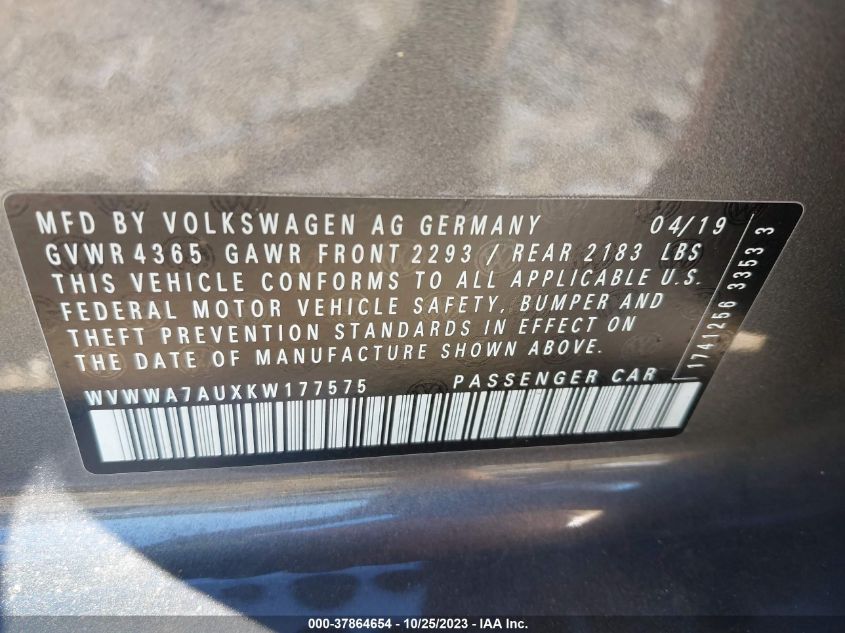 MFD BY VOLKSWAGEN AG GERMANY 04/19
GVWR 4365 GAWR FRONT 2293 / REAR 2183 LBS
THIS VEHICLE CONFORMS TO ALL APPLICABLE U.S.
FEDERAL MOTOR VEHICLE SAFETY, BUMPER AND
THEFT PREVENTION STANDARDS IN EFFECT ON
THE DATE OF MANUFACTURE SHOWN ABOVE.
WVWWA7AUXKW177575 PASSENGER CAR
1741256 33533 3
000-37864654 - 10/25/2023 - IAA Inc.